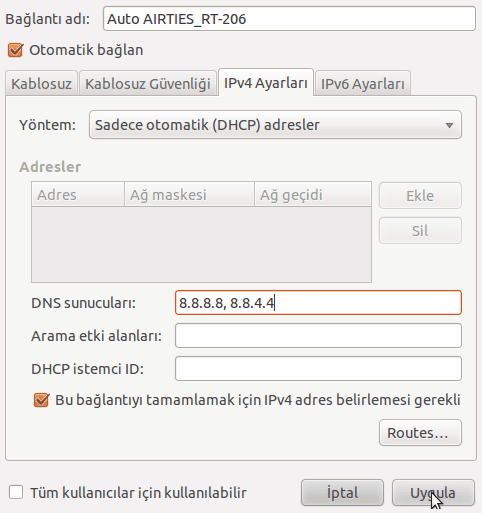 Bağlantı adı: Auto AIRTIES_RT-206
Otomatik bağlan
Kablosuz Kablosuz Güvenliği IPv4 Ayarları IPv6 Ayarları
Yöntem: Sadece otomatik (DHCP) adresler
Adresler
Adres Ağ maskesi Ağ geçidi Ekle
Sil
DNS sunucuları: 8.8.8.8, 8.8.4.4
Arama etki alanları:
DHCP istemci ID:
Bu bağlantıyı tamamlamak için IPv4 adres belirlemesi gerekli
Routes...
Tüm kullanıcılar için kullanılabilir İptal Uygula